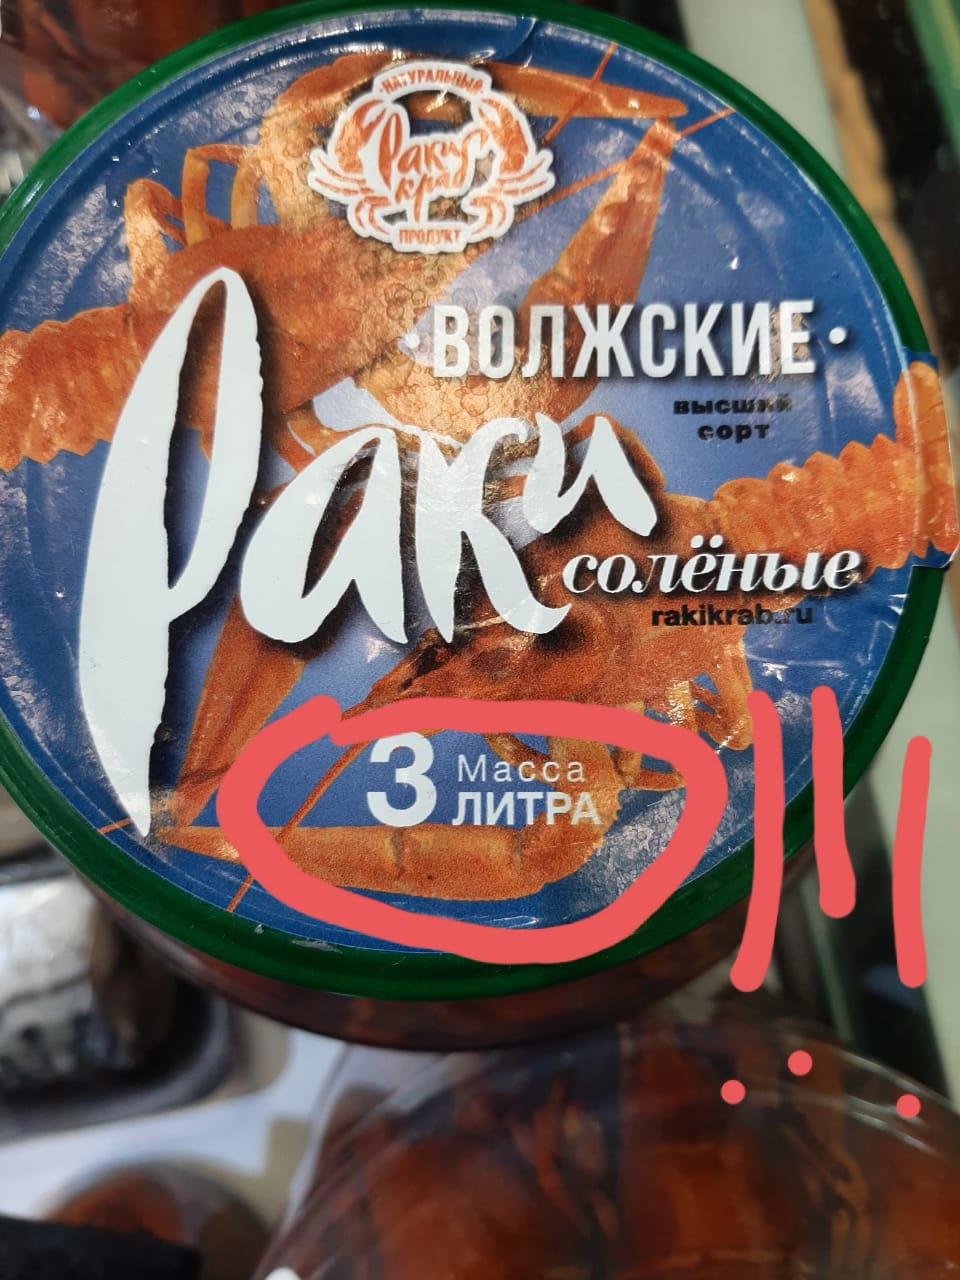 НАТУРАЛЬНЫЙ
Раки
краб
ПРОДУКТ
· ВОЛЖСКИЕ ·
высший
сорт
Раки
солёные
rakikrab.ru
3 Масса
ЛИТРА
!!!